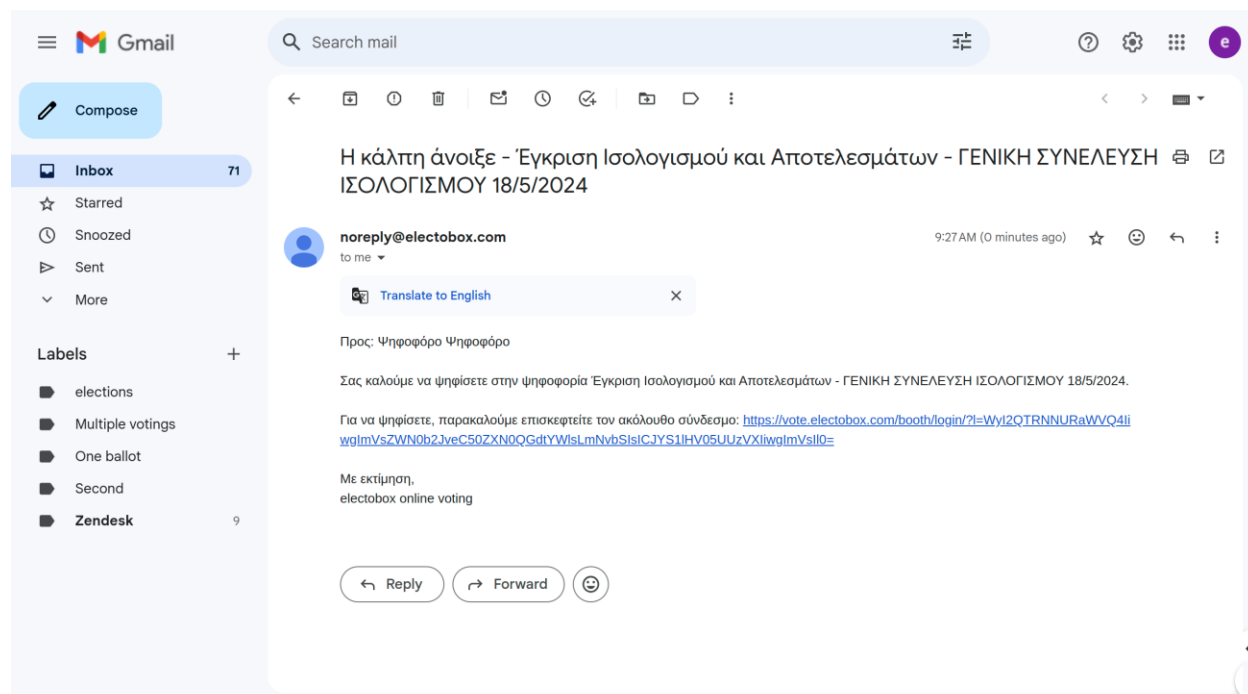 Gmail
Search mail
e
Compose
Inbox 71
Starred
Snoozed
Sent
More
Labels
elections
Multiple votings
One ballot
Second
Zendesk 9
Η κάλπη άνοιξε - Έγκριση Ισολογισμού και Αποτελεσμάτων - ΓΕΝΙΚΗ ΣΥΝΕΛΕΥΣΗ
ΙΣΟΛΟΓΙΣΜΟΥ 18/5/2024
noreply@electobox.com 9:27 AM (0 minutes ago)
to me
Translate to English
Προς: Ψηφοφόρο Ψηφοφόρο
Σας καλούμε να ψηφίσετε στην ψηφοφορία Έγκριση Ισολογισμού και Αποτελεσμάτων - ΓΕΝΙΚΗ ΣΥΝΕΛΕΥΣΗ ΙΣΟΛΟΓΙΣΜΟΥ 18/5/2024.
Για να ψηφίσετε, παρακαλούμε επισκεφτείτε τον ακόλουθο σύνδεσμο: https://vote.electobox.com/booth/login/?l=WyI2QTRNNURaWVQ4Ii
wgImVsZWN0b2JveC50ZXN0QGdtYWlsLmNvbSIsICJYS1lHV05UUzVXIiwgImVsIl0=
Με εκτίμηση,
electobox online voting
Reply
Forward